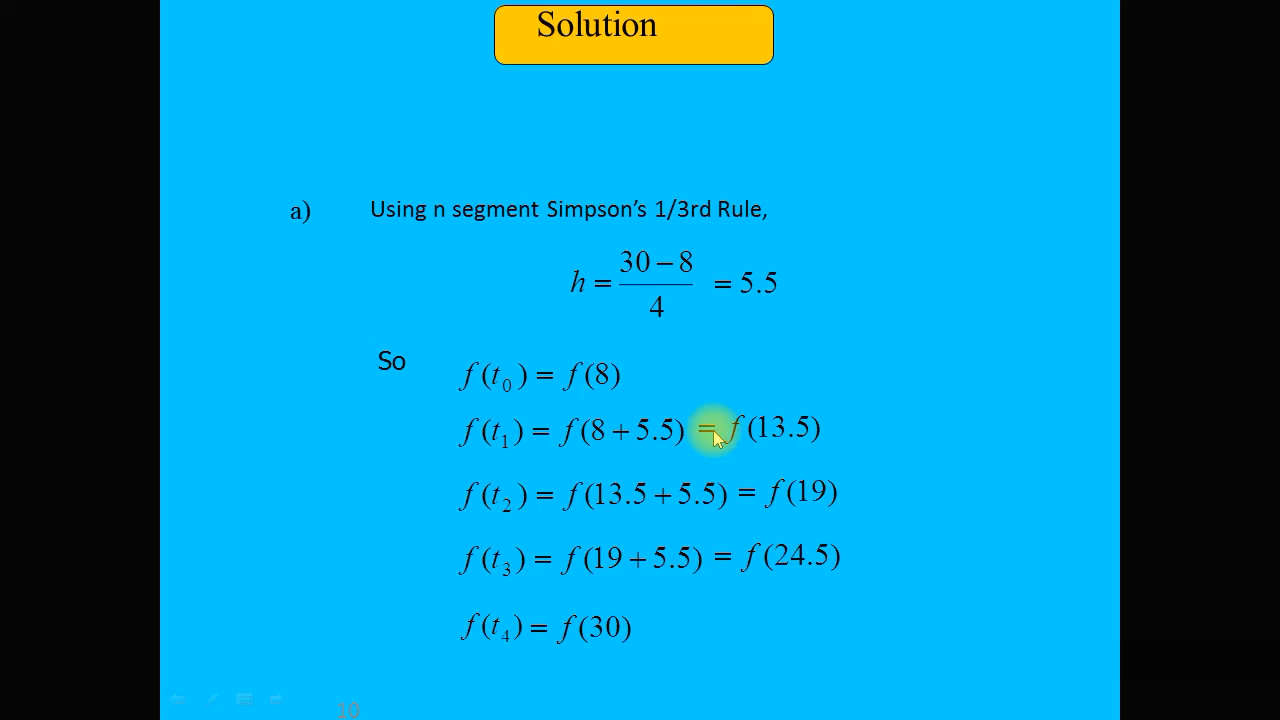 Solution
a) Using n segment Simpson’s 1/3rd Rule,
h = \frac{30 − 8}{4} = 5.5
So
f(t₀) = f(8)
f(t₁) = f(8 + 5.5) = f(13.5)
f(t₂) = f(13.5 + 5.5) = f(19)
f(t₃) = f(19 + 5.5) = f(24.5)
f(t₄) = f(30)
10